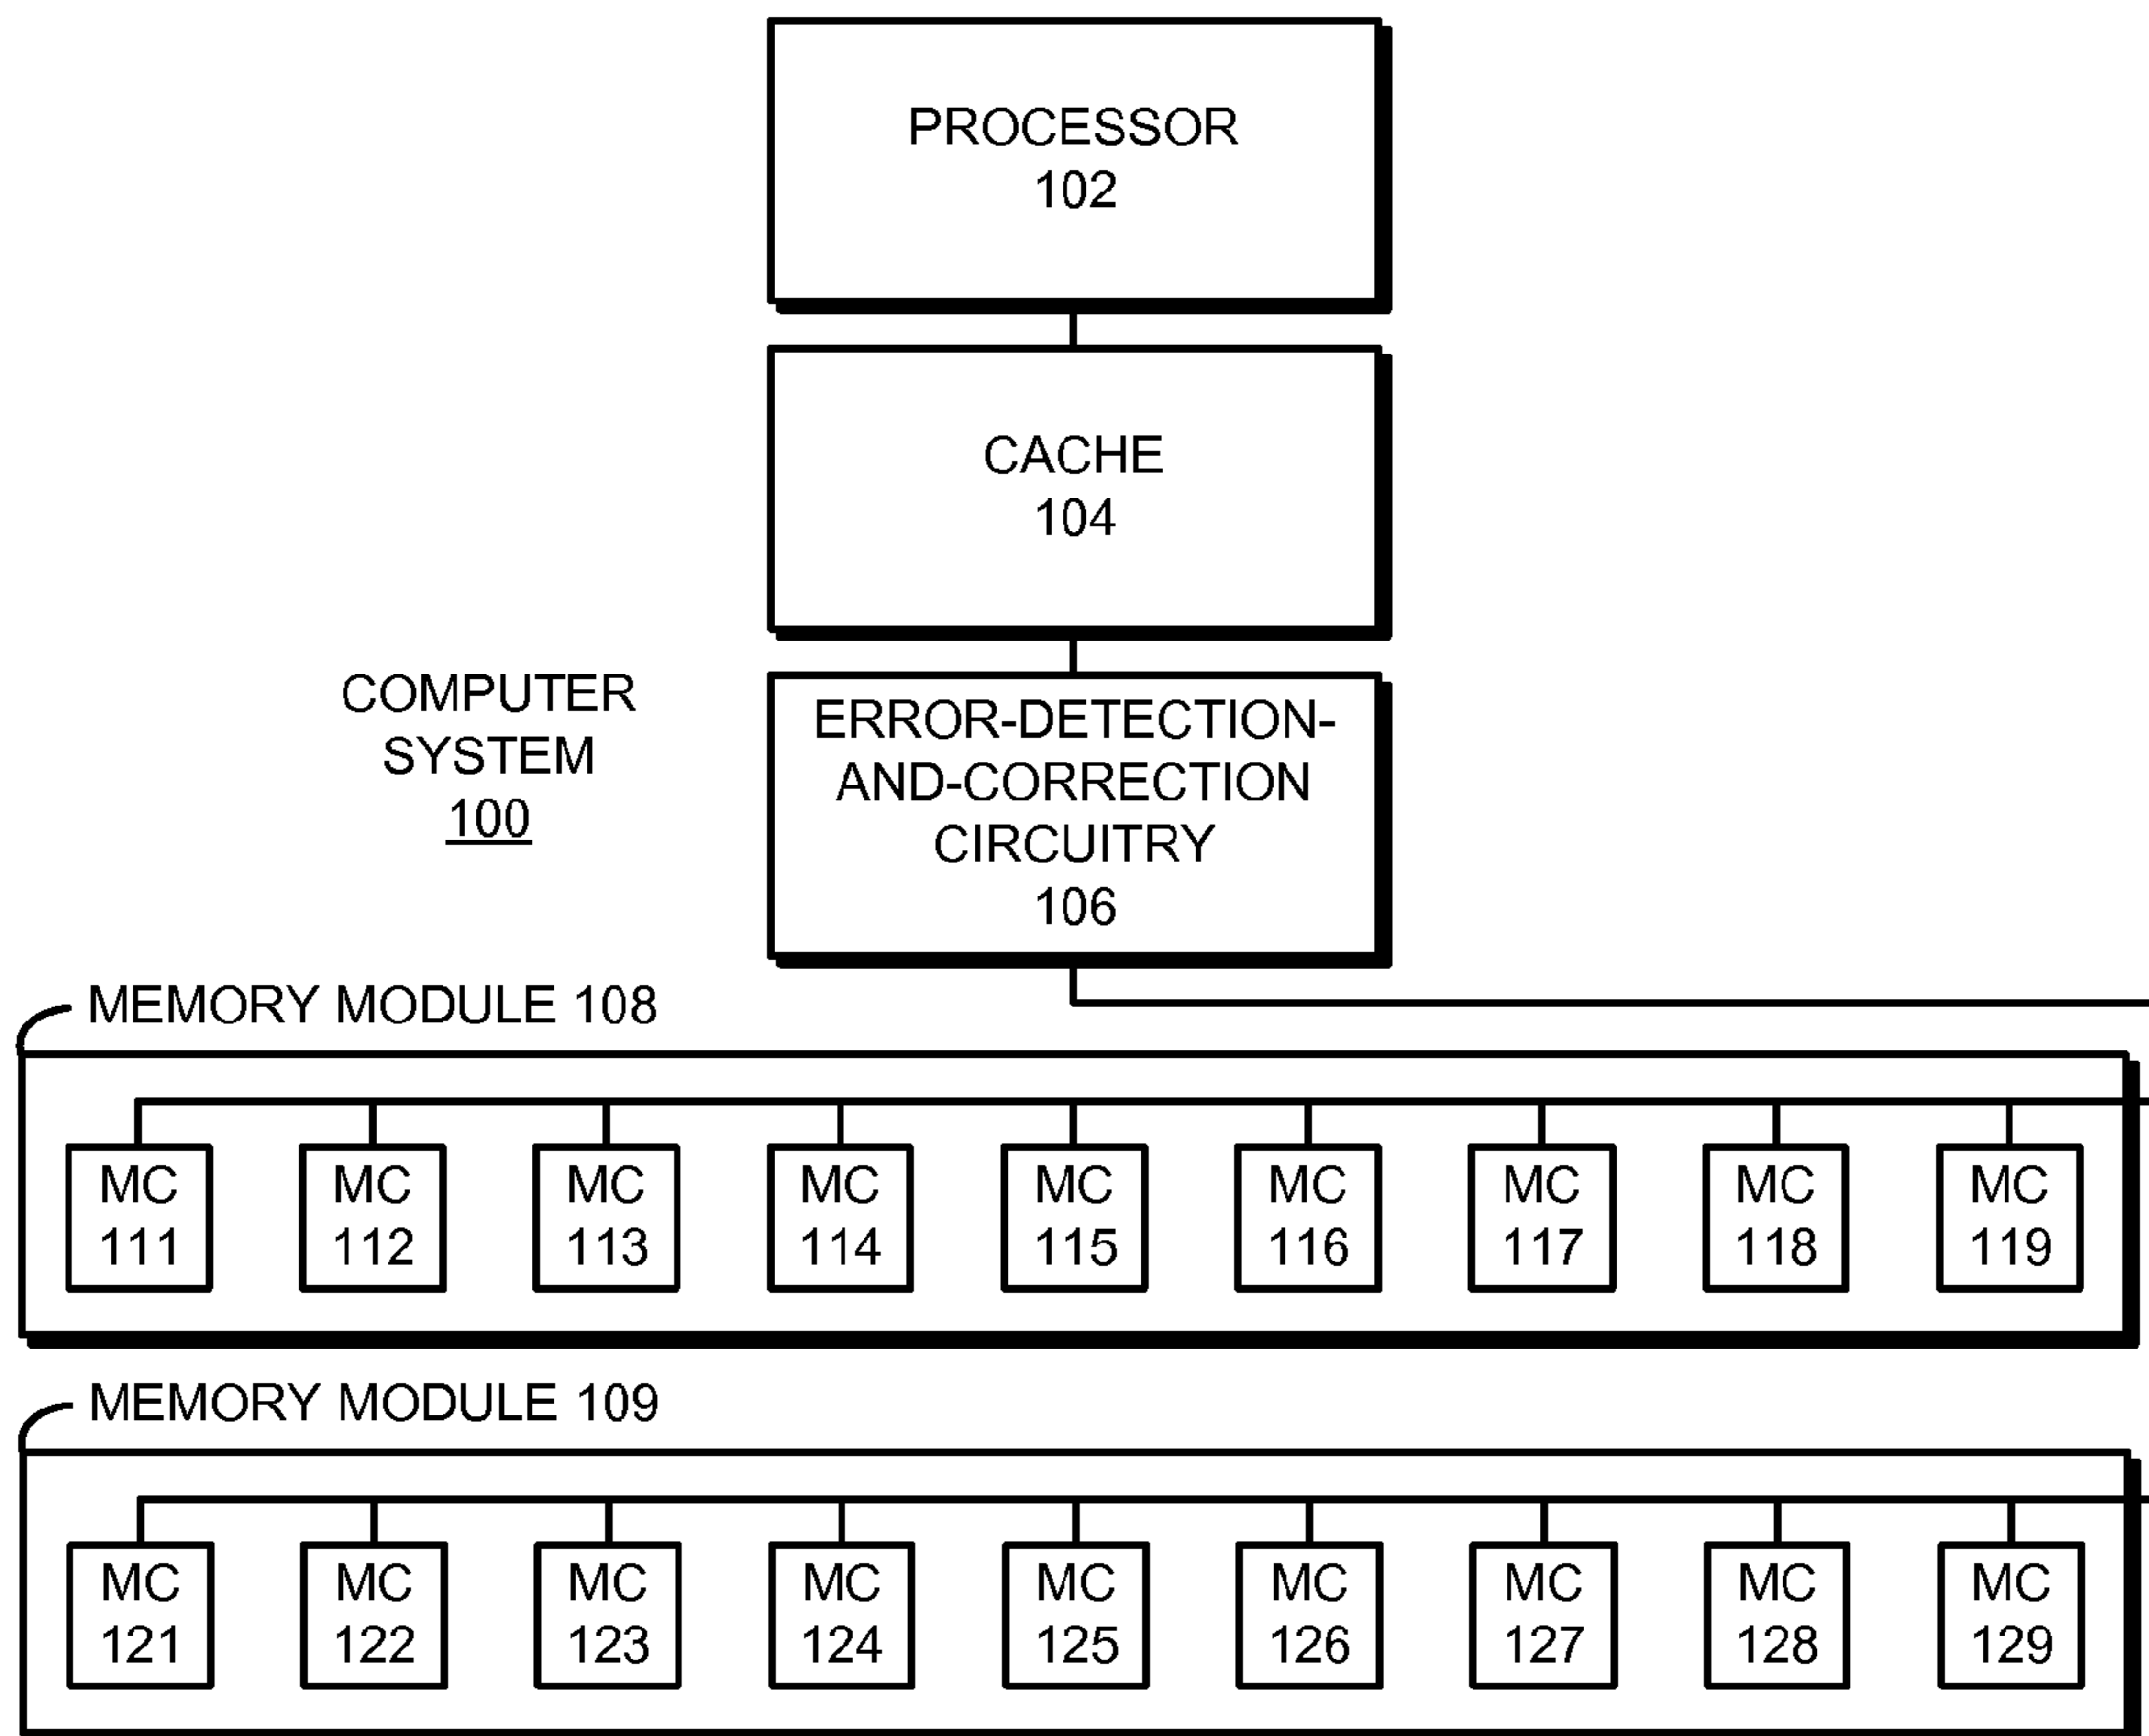 PROCESSOR
102
CACHE
104
COMPUTER
SYSTEM
100
ERROR-DETECTION-
AND-CORRECTION
CIRCUITRY
106
MEMORY MODULE 108
MC MC MC MC MC MC MC MC MC
111 112 113 114 115 116 117 118 119
MEMORY MODULE 109
MC MC MC MC MC MC MC MC MC
121 122 123 124 125 126 127 128 129